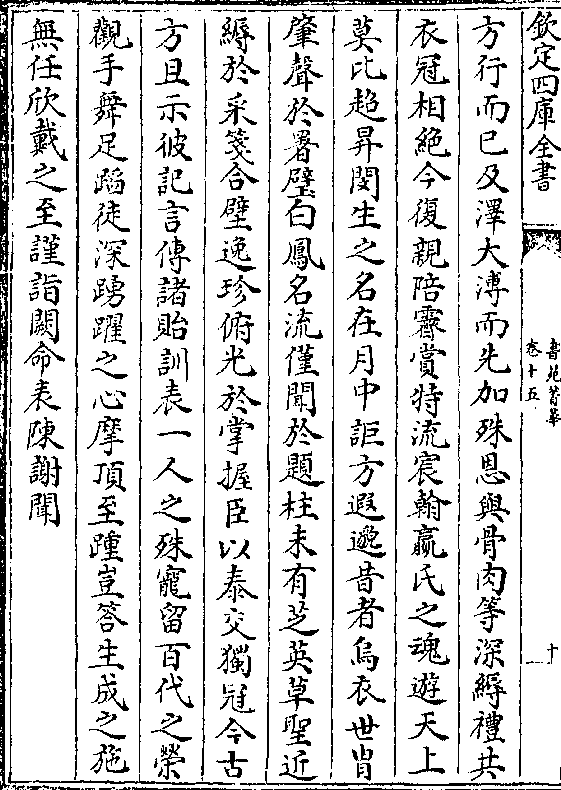 欽定四庫全書
書苑菁華
卷十五
十一
方行而已及澤大溥而先加殊恩與骨肉等深縟禮共
衣冠相絶今復親陪霽賞特流宸翰嬴氏之魂遊天上
莫比趍昇閔生之名在月中詎方遐邈昔者烏衣世胄
肇聲於署壁白鳳名流僅聞於題柱未有芝英草聖近
縟於采箋合璧逸珍俯光於掌握臣以泰交獨冠今古
方且示彼記言傳諸貽訓表一人之殊寵留百代之榮
觀手舞足蹈徒深踴躍之心摩頂至踵豈答生成之施
無任欣戴之至謹詣闕命表陳謝聞